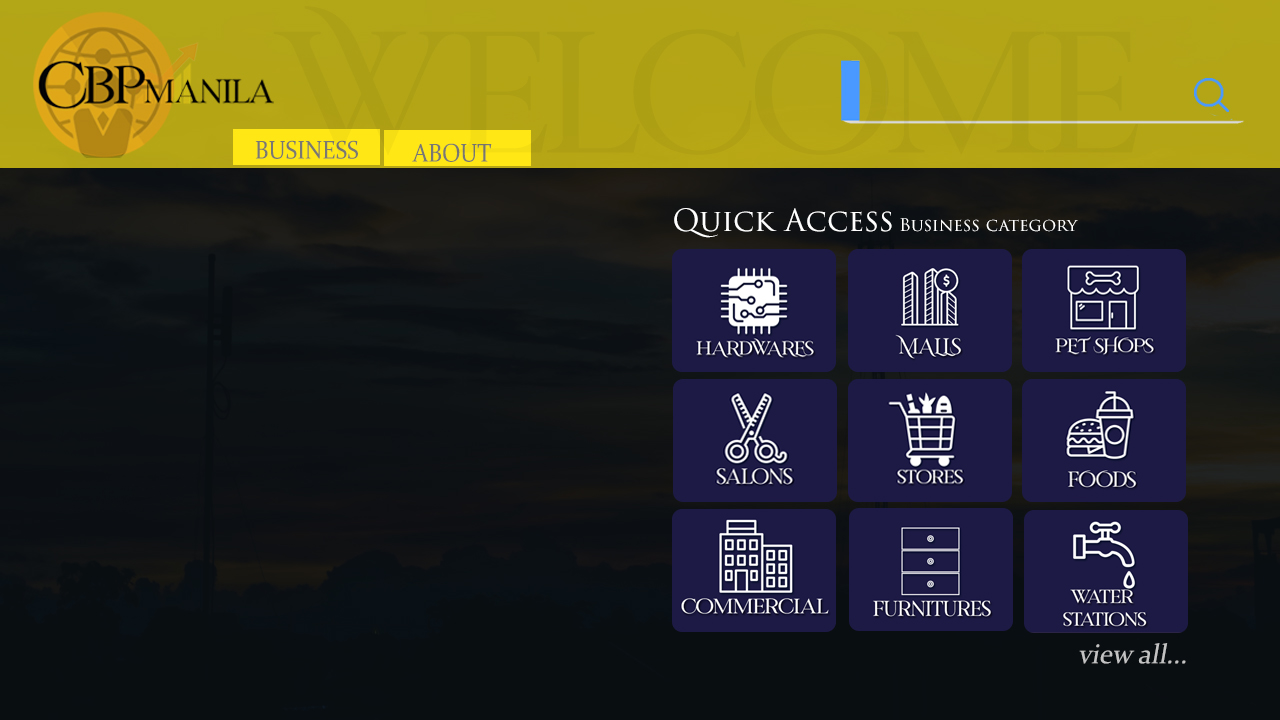 WELCOME
CBPMANILA
BUSINESS ABOUT
QUICK ACCESS BUSINESS CATEGORY
HARDWARES MALLS PET SHOPS
$
SALONS STORES FOODS
COMMERCIAL FURNITURES WATER
STATIONS
view all...